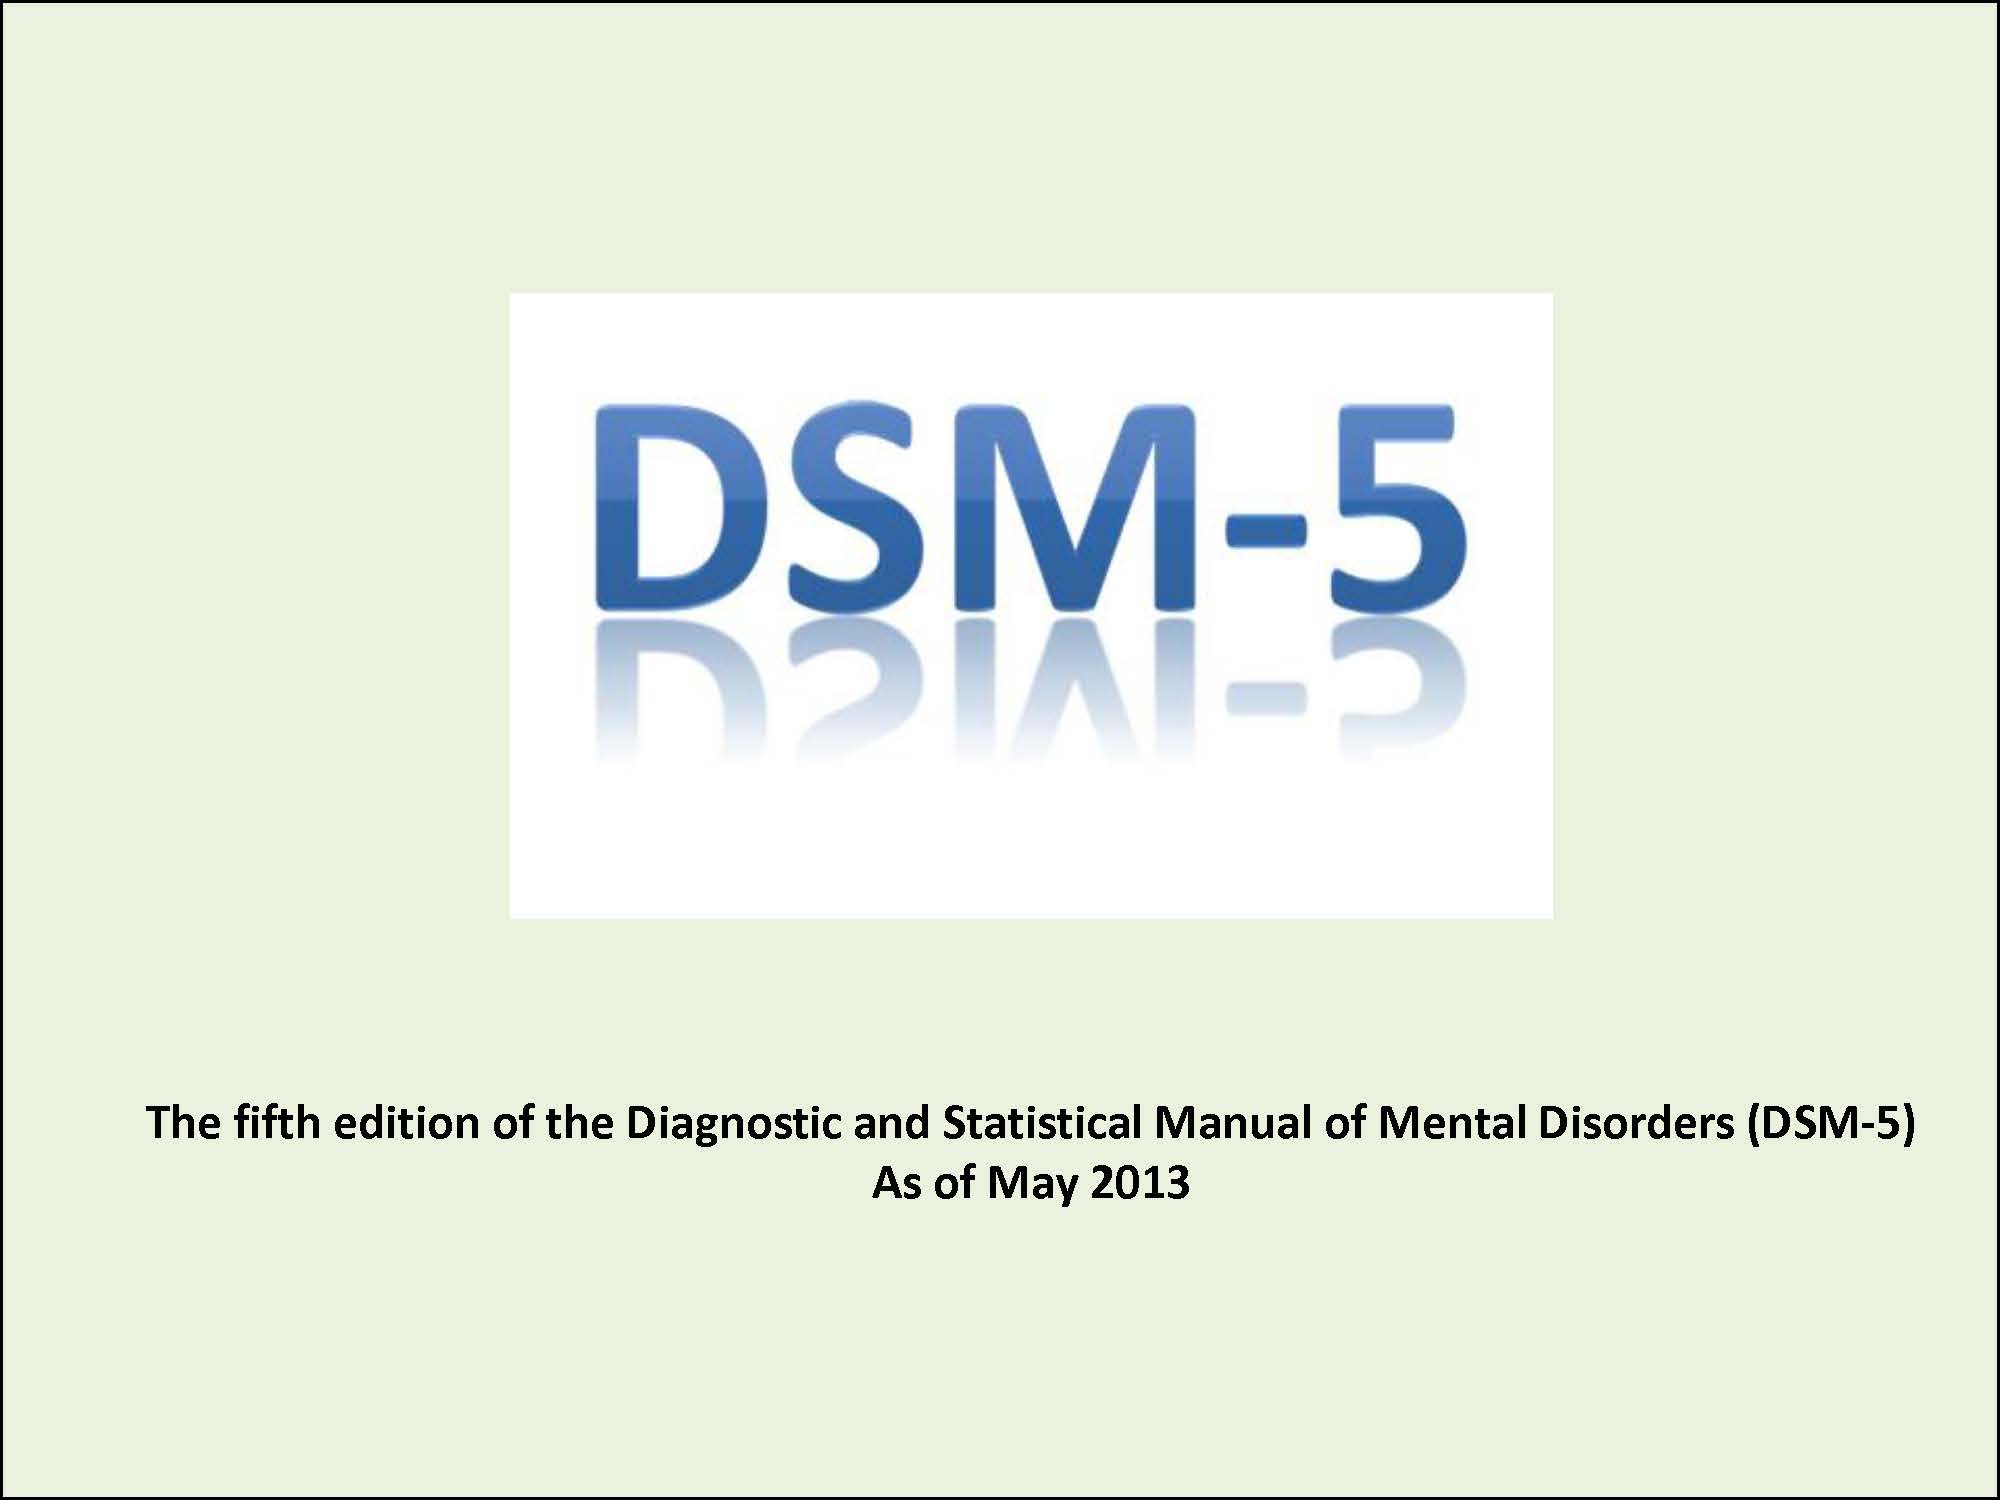 DSM-5
The fifth edition of the Diagnostic and Statistical Manual of Mental Disorders (DSM-5)
As of May 2013